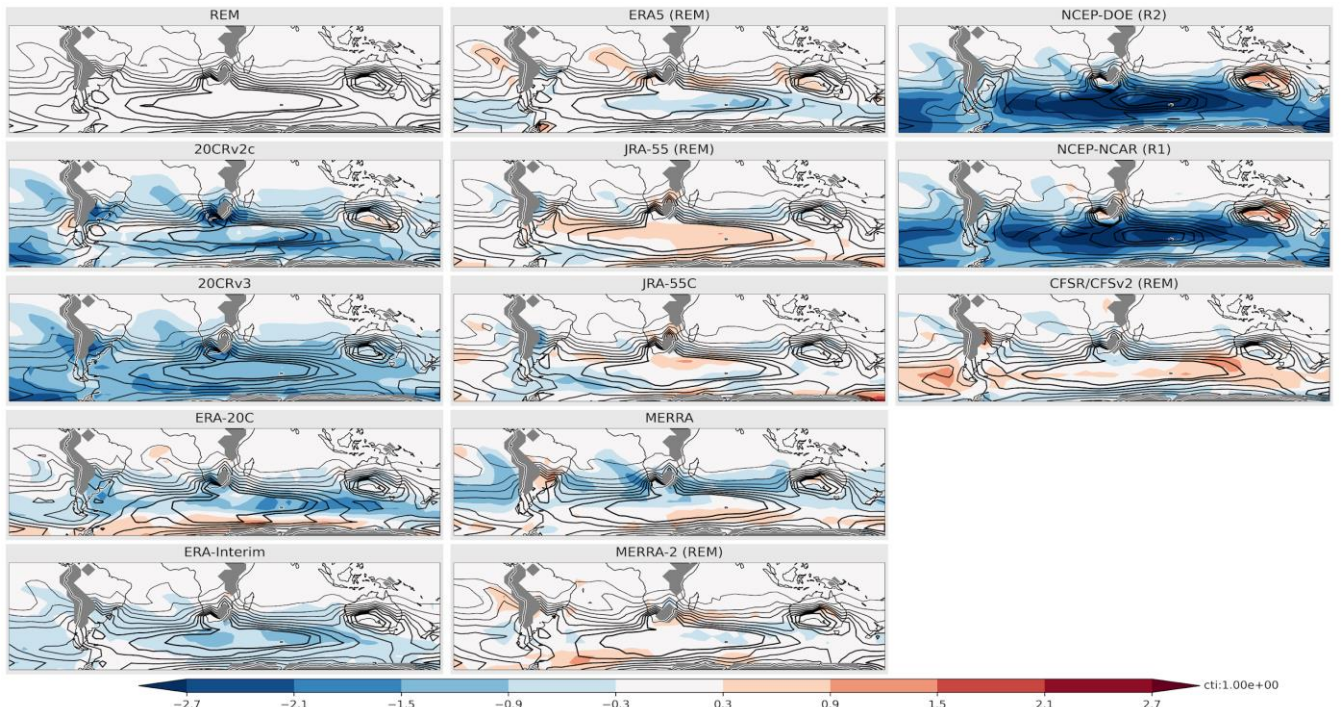 REM
ERA5 (REM)
NCEP-DOE (R2)
20CRv2c
JRA-55 (REM)
NCEP-NCAR (R1)
20CRv3
JRA-55C
CFSR/CFSv2 (REM)
ERA-20C
MERRA
ERA-Interim
MERRA-2 (REM)
cti:1.00e+00
−2.7 −2.1 −1.5 −0.9 −0.3 0.3 0.9 1.5 2.1 2.7